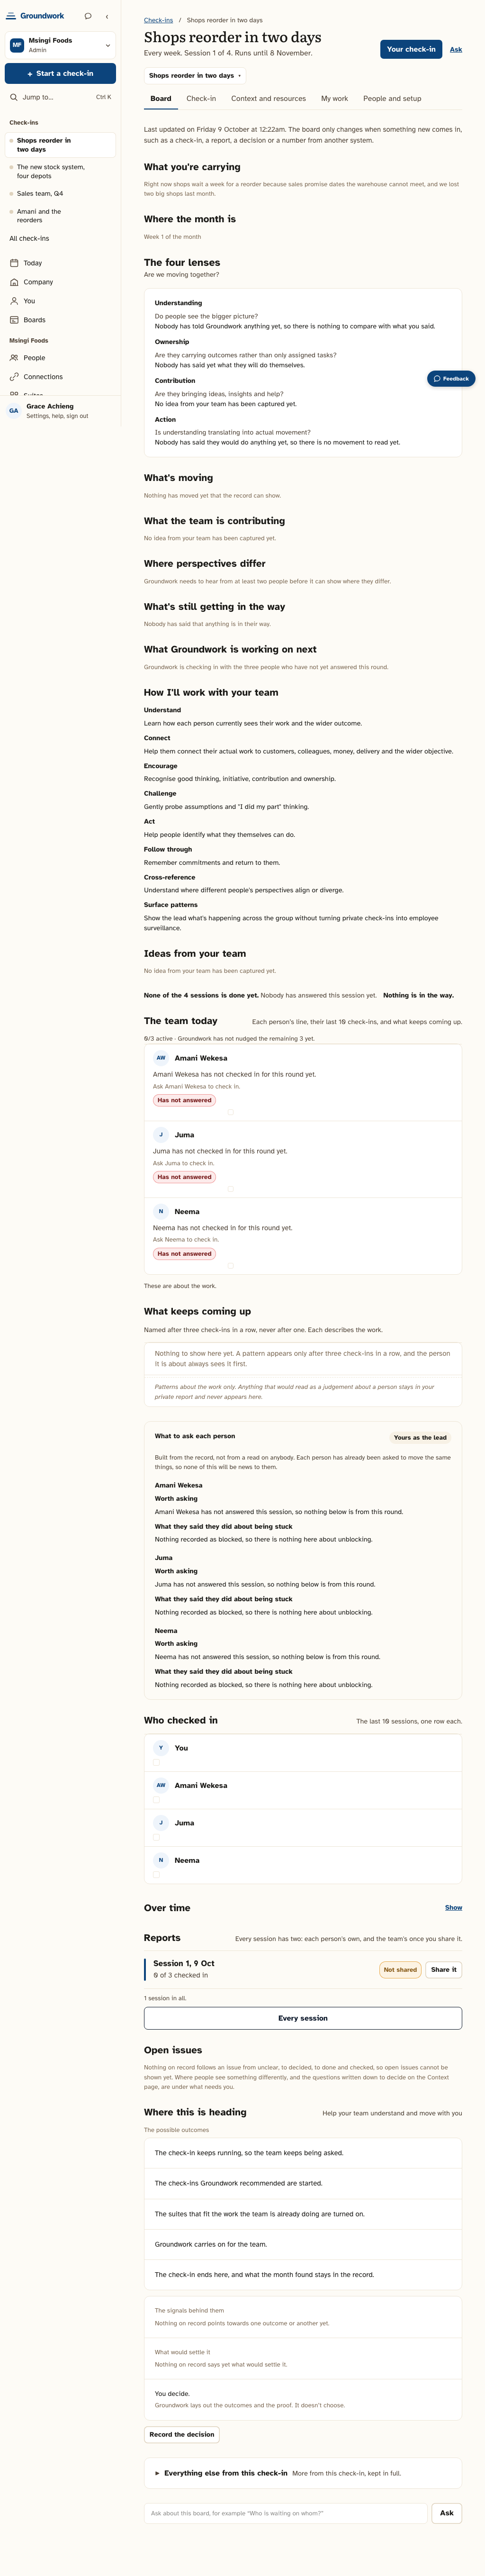 Groundwork
MF
Msingi Foods
Admin
+ Start a check-in
Jump to...
Ctrl K
Check-ins
Shops reorder in
two days
The new stock system,
four depots
Sales team, Q4
Amani and the
reorders
All check-ins
Today
Company
You
Boards
Msingi Foods
People
Connections
GA
Grace Achieng
Settings, help, sign out
Check-ins / Shops reorder in two days
Shops reorder in two days
Every week. Session 1 of 4. Runs until 8 November.
Your check-in
Ask
Shops reorder in two days
Board
Check-in
Context and resources
My work
People and setup
Last updated on Friday 9 October at 12:22am. The board only changes when something new comes in,
such as a check-in, a report, a decision or a number from another system.
What you're carrying
Right now shops wait a week for a reorder because sales promise dates the warehouse cannot meet, and we lost
two big shops last month.
Where the month is
Week 1 of the month
The four lenses
Are we moving together?
Understanding
Do people see the bigger picture?
Nobody has told Groundwork anything yet, so there is nothing to compare with what you said.
Ownership
Are they carrying outcomes rather than only assigned tasks?
Nobody has said yet what they will do themselves.
Contribution
Are they bringing ideas, insights and help?
No idea from your team has been captured yet.
Action
Is understanding translating into actual movement?
Nobody has said they would do anything yet, so there is no movement to read yet.
Feedback
What's moving
Nothing has moved yet that the record can show.
What the team is contributing
No idea from your team has been captured yet.
Where perspectives differ
Groundwork needs to hear from at least two people before it can show where they differ.
What's still getting in the way
Nobody has said that anything is in their way.
What Groundwork is working on next
Groundwork is checking in with the three people who have not yet answered this round.
How I'll work with your team
Understand
Learn how each person currently sees their work and the wider outcome.
Connect
Help them connect their actual work to customers, colleagues, money, delivery and the wider objective.
Encourage
Recognise good thinking, initiative, contribution and ownership.
Challenge
Gently probe assumptions and "I did my part" thinking.
Act
Help people identify what they themselves can do.
Follow through
Remember commitments and return to them.
Cross-reference
Understand where different people's perspectives align or diverge.
Surface patterns
Show the lead what's happening across the group without turning private check-ins into employee
surveillance.
Ideas from your team
No idea from your team has been captured yet.
None of the 4 sessions is done yet. Nobody has answered this session yet. Nothing is in the way.
The team today
Each person's line, their last 10 check-ins, and what keeps coming up.
0/3 active · Groundwork has not nudged the remaining 3 yet.
AW
Amani Wekesa
Amani Wekesa has not checked in for this round yet.
Ask Amani Wekesa to check in.
Has not answered
J
Juma
Juma has not checked in for this round yet.
Ask Juma to check in.
Has not answered
N
Neema
Neema has not checked in for this round yet.
Ask Neema to check in.
Has not answered
These are about the work.
What keeps coming up
Named after three check-ins in a row, never after one. Each describes the work.
Nothing to show here yet. A pattern appears only after three check-ins in a row, and the person
it is about always sees it first.
Patterns about the work only. Anything that would read as a judgement about a person stays in your
private report and never appears here.
What to ask each person
Yours as the lead
Built from the record, not from a read on anybody. Each person has already been asked to move the same
things, so none of this will be news to them.
Amani Wekesa
Worth asking
Amani Wekesa has not answered this session, so nothing below is from this round.
What they said they did about being stuck
Nothing recorded as blocked, so there is nothing here about unblocking.
Juma
Worth asking
Juma has not answered this session, so nothing below is from this round.
What they said they did about being stuck
Nothing recorded as blocked, so there is nothing here about unblocking.
Neema
Worth asking
Neema has not answered this session, so nothing below is from this round.
What they said they did about being stuck
Nothing recorded as blocked, so there is nothing here about unblocking.
Who checked in
The last 10 sessions, one row each.
Y
You
AW
Amani Wekesa
J
Juma
N
Neema
Over time
Show
Reports
Every session has two: each person's own, and the team's once you share it.
Session 1, 9 Oct
0 of 3 checked in
Not shared
Share it
1 session in all.
Every session
Open issues
Nothing on record follows an issue from unclear, to decided, to done and checked, so open issues cannot be
shown yet. Where people see something differently, and the questions written down to decide on the Context
page, are under what needs you.
Where this is heading
Help your team understand and move with you
The possible outcomes
The check-in keeps running, so the team keeps being asked.
The check-ins Groundwork recommended are started.
The suites that fit the work the team is already doing are turned on.
Groundwork carries on for the team.
The check-in ends here, and what the month found stays in the record.
The signals behind them
Nothing on record points towards one outcome or another yet.
What would settle it
Nothing on record says yet what would settle it.
You decide.
Groundwork lays out the outcomes and the proof. It doesn't choose.
Record the decision
Everything else from this check-in More from this check-in, kept in full.
Ask about this board, for example "Who is waiting on whom?"
Ask